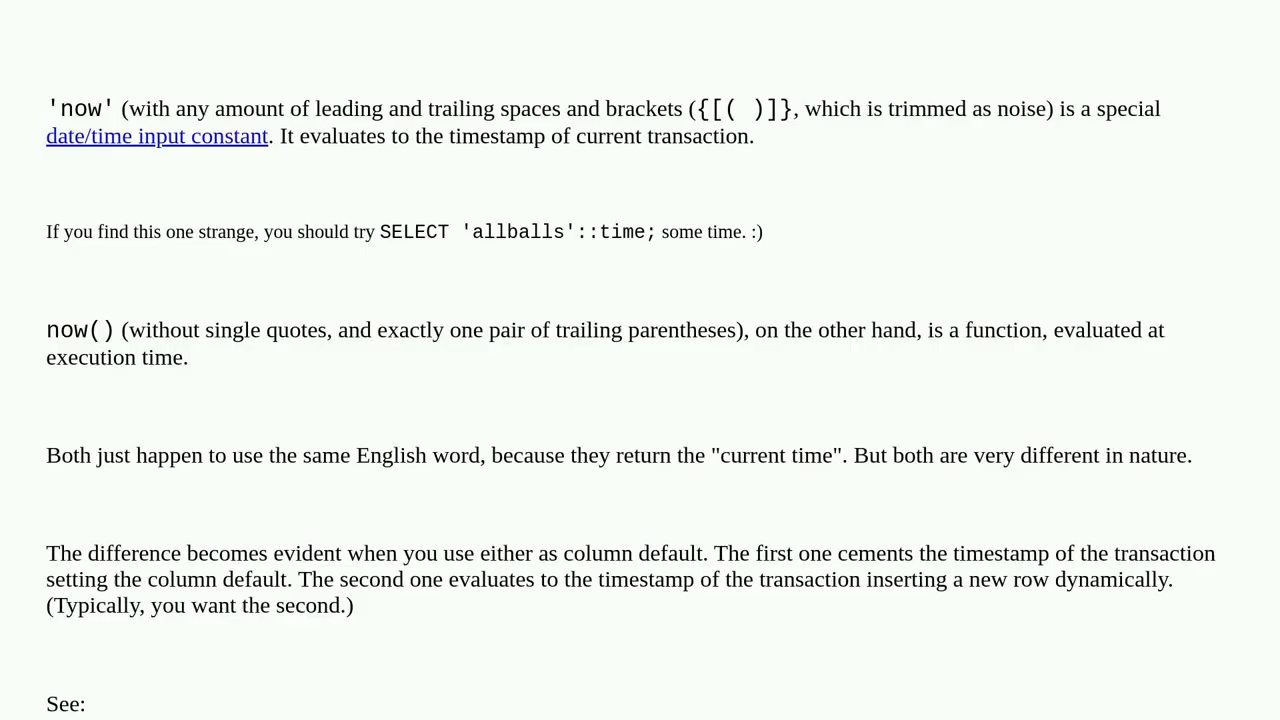 'now' (with any amount of leading and trailing spaces and brackets ({[( )]}, which is trimmed as noise) is a special
date/time input constant. It evaluates to the timestamp of current transaction.
If you find this one strange, you should try SELECT 'allballs'::time; some time. :)
now() (without single quotes, and exactly one pair of trailing parentheses), on the other hand, is a function, evaluated at
execution time.
Both just happen to use the same English word, because they return the "current time". But both are very different in nature.
The difference becomes evident when you use either as column default. The first one cements the timestamp of the transaction
setting the column default. The second one evaluates to the timestamp of the transaction inserting a new row dynamically.
(Typically, you want the second.)
See: